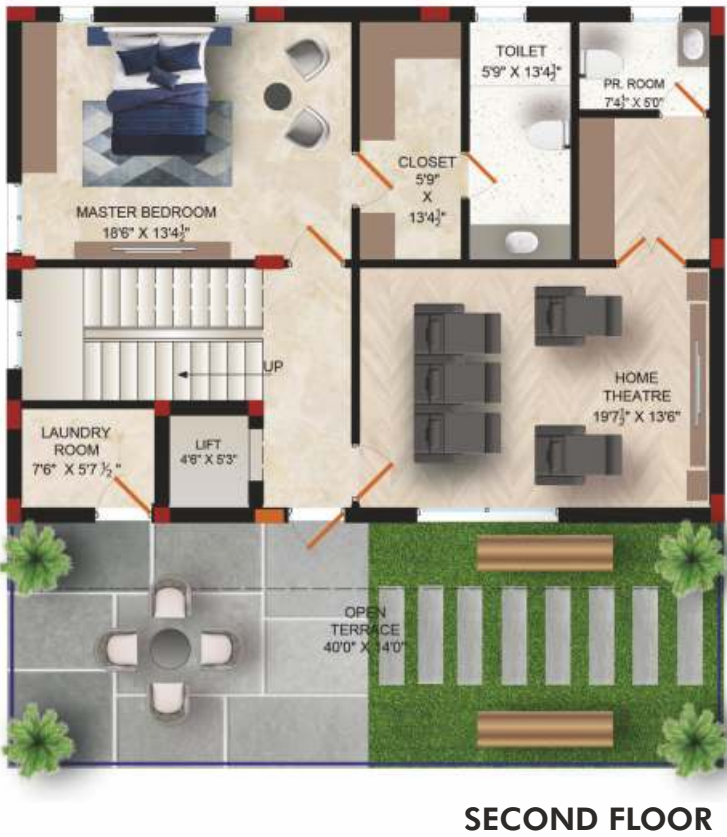 TOILET
5'9" X 13'4½"
PR. ROOM
7'4½" X 5'0"
CLOSET
5'9"
X
13'4½"
MASTER BEDROOM
18'6" X 13'4½"
UP
HOME
THEATRE
19'7½" X 13'6"
LAUNDRY
ROOM
7'6" X 5'7 ½ "
LIFT
4'6" X 5'3"
OPEN
TERRACE
40'0" X 14'0"
SECOND FLOOR